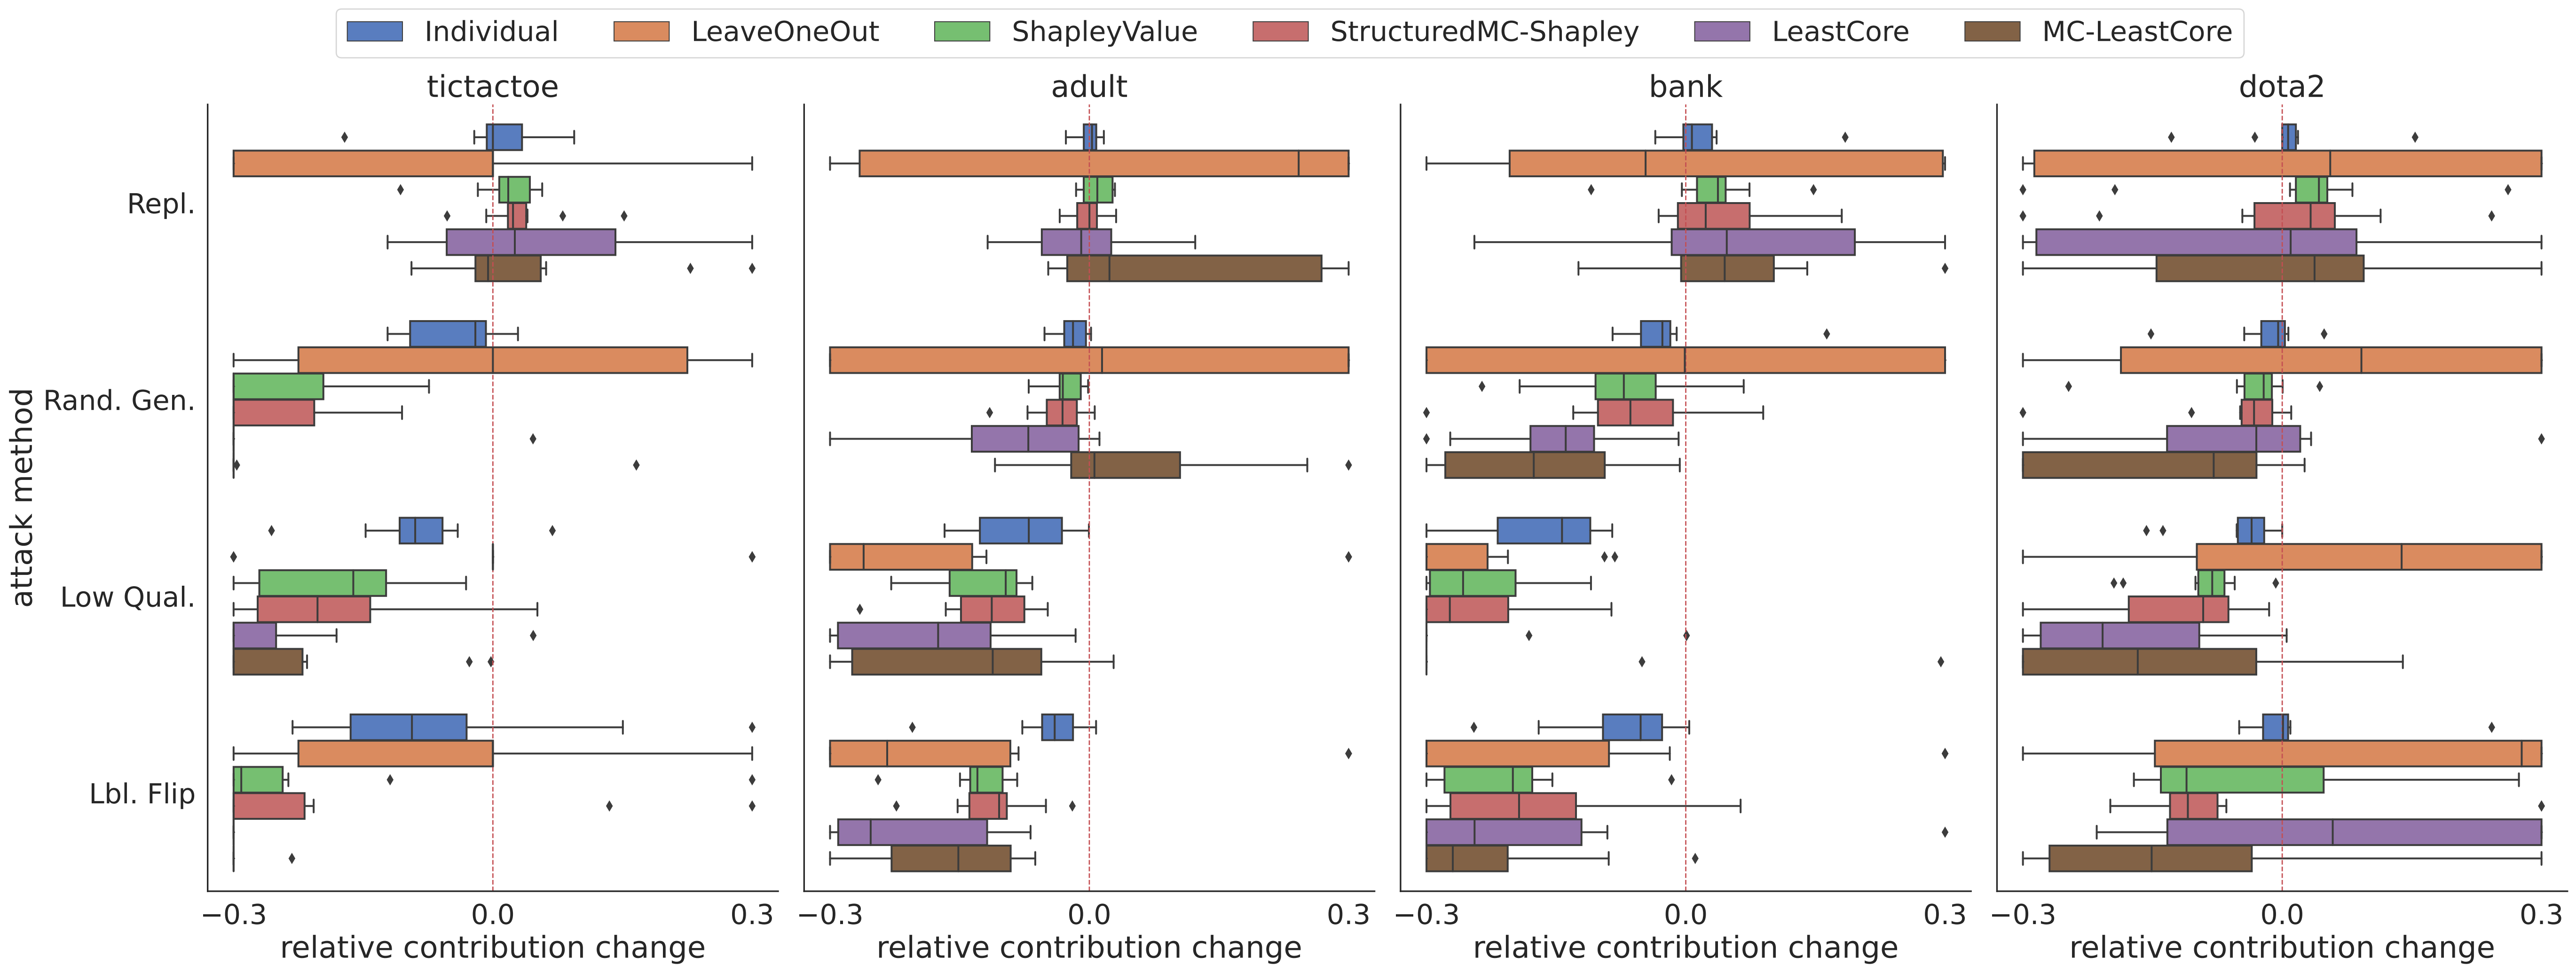 Individual LeaveOneOut ShapleyValue StructuredMC-Shapley LeastCore MC-LeastCore
tictactoe adult bank dota2
attack method
Repl.
Rand. Gen.
Low Qual.
Lbl. Flip
−0.3 0.0 0.3 −0.3 0.0 0.3 −0.3 0.0 0.3 −0.3 0.0 0.3
relative contribution change relative contribution change relative contribution change relative contribution change